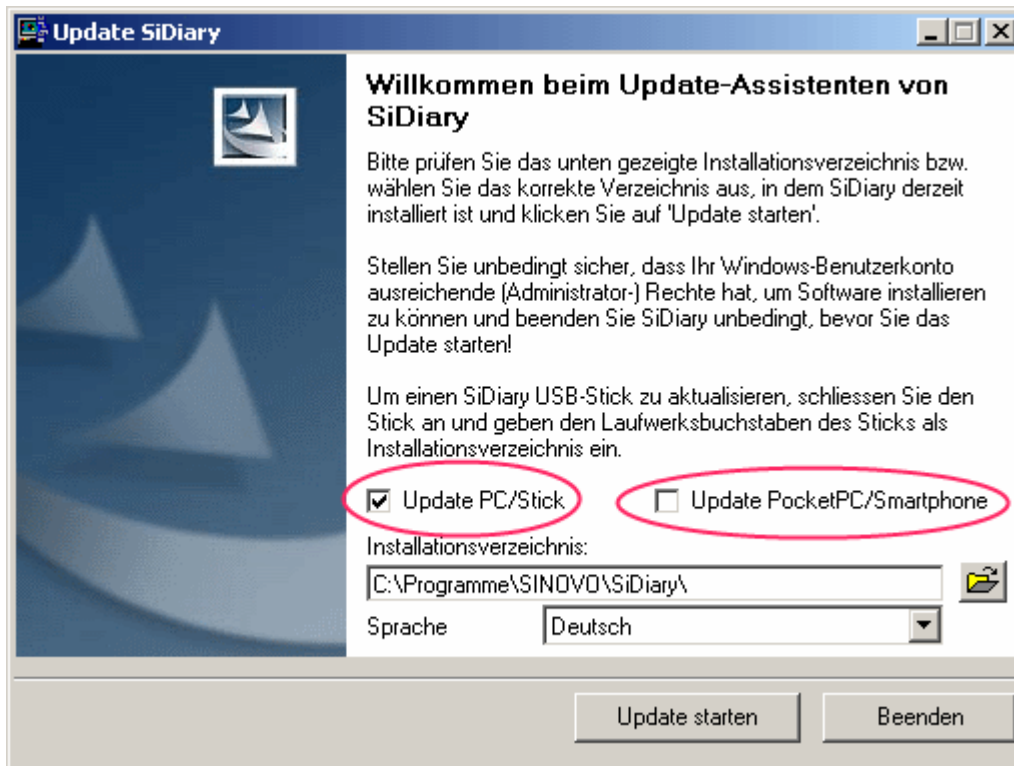 Update SiDiary
Willkommen beim Update-Assistenten von
SiDiary
Bitte prüfen Sie das unten gezeigte Installationsverzeichnis bzw.
wählen Sie das korrekte Verzeichnis aus, in dem SiDiary derzeit
installiert ist und klicken Sie auf 'Update starten'.
Stellen Sie unbedingt sicher, dass Ihr Windows-Benutzerkonto
ausreichende (Administrator-) Rechte hat, um Software installieren
zu können und beenden Sie SiDiary unbedingt, bevor Sie das
Update starten!
Um einen SiDiary USB-Stick zu aktualisieren, schliessen Sie den
Stick an und geben den Laufwerksbuchstaben des Sticks als
Installationsverzeichnis ein.
Update PC/Stick Update PocketPC/Smartphone
Installationsverzeichnis:
C:\Programme\SINOVO\SiDiary\
Sprache Deutsch
Update starten Beenden